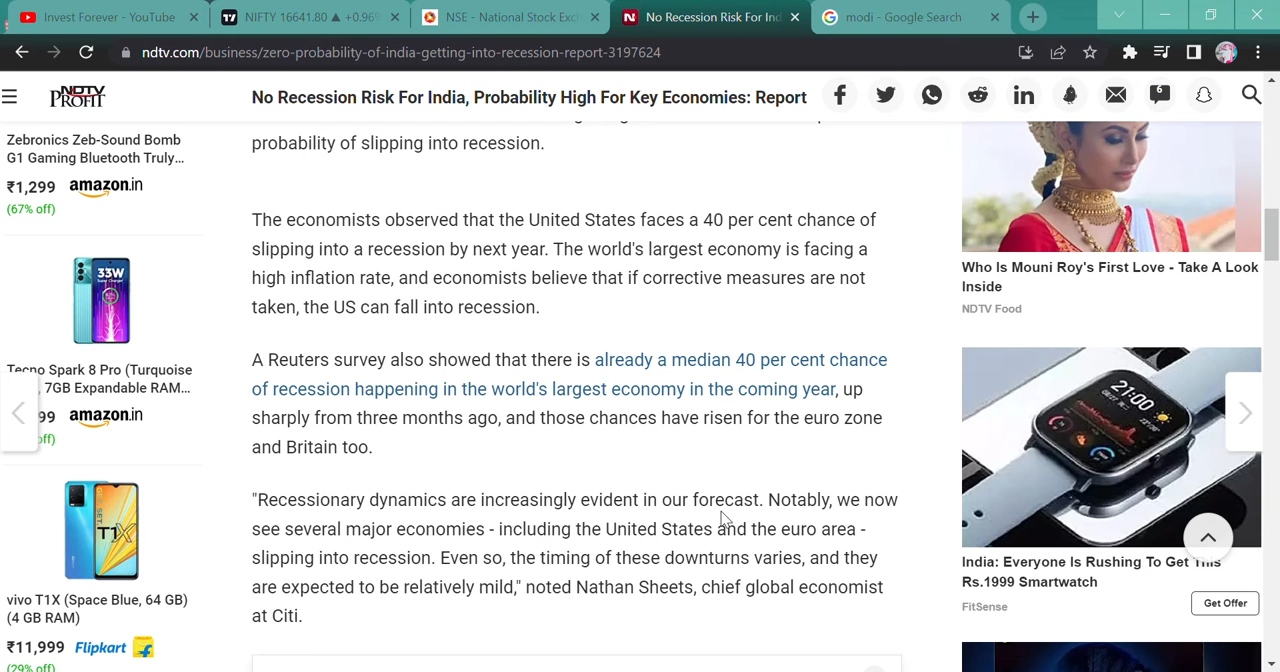 Invest Forever - YouTube
NIFTY 16641.80 ▲ +0.96%
NSE - National Stock Exc
No Recession Risk For Ind
modi - Google Search
ndtv.com/business/zero-probability-of-india-getting-into-recession-report-3197624
NDTV
PROFIT
No Recession Risk For India, Probability High For Key Economies: Report
6
Zebronics Zeb-Sound Bomb
G1 Gaming Bluetooth Truly...
₹1,299 amazon.in
(67% off)
33W
Tecno Spark 8 Pro (Turquoise
, 7GB Expandable RAM...
99 amazon.in
off)
GET. SET.
T1X
vivo T1X (Space Blue, 64 GB)
(4 GB RAM)
₹11,999 Flipkart
(29% off)
probability of slipping into recession.
The economists observed that the United States faces a 40 per cent chance of
slipping into a recession by next year. The world's largest economy is facing a
high inflation rate, and economists believe that if corrective measures are not
taken, the US can fall into recession.
A Reuters survey also showed that there is already a median 40 per cent chance
of recession happening in the world's largest economy in the coming year, up
sharply from three months ago, and those chances have risen for the euro zone
and Britain too.
"Recessionary dynamics are increasingly evident in our forecast. Notably, we now
see several major economies - including the United States and the euro area -
slipping into recession. Even so, the timing of these downturns varies, and they
are expected to be relatively mild," noted Nathan Sheets, chief global economist
at Citi.
Who Is Mouni Roy's First Love - Take A Look
Inside
NDTV Food
21:00
India: Everyone Is Rushing To Get This
Rs.1999 Smartwatch
FitSense
Get Offer